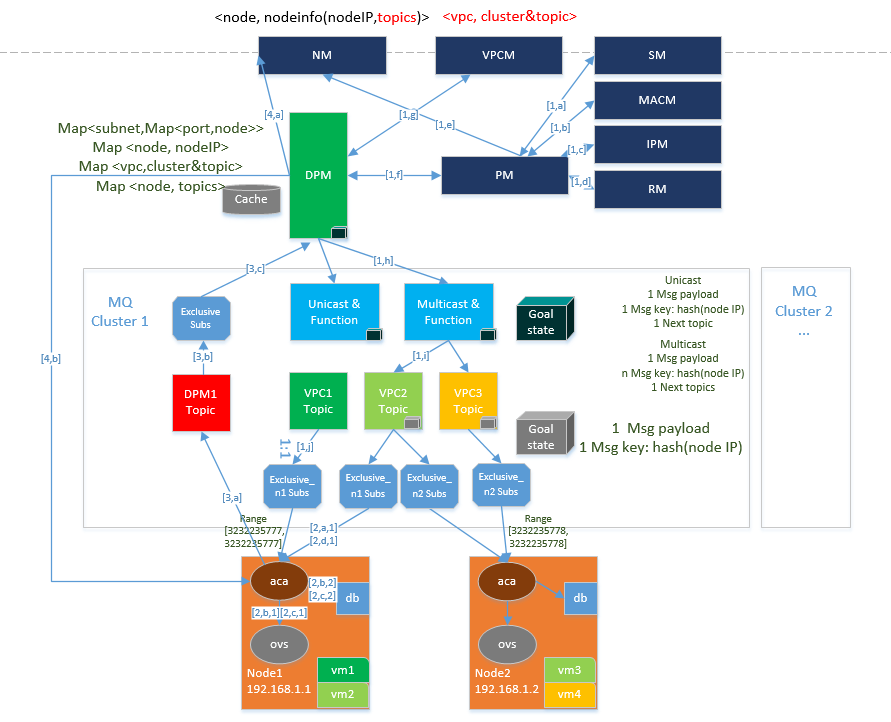 <node, nodeinfo(nodeIP,topics)> <vpc, cluster&topic>
NM
VPCM
SM
MACM
IPM
RM
PM
[4,a]
[1,g]
[1,e]
[1,a]
[1,b]
[1,c]
[1,d]
[1,f]
Map<subnet,Map<port,node>>
Map <node, nodeIP>
Map <vpc,cluster&topic>
Map <node, topics>
Cache
DPM
[3,c]
[1,h]
MQ
Cluster 1
Exclusive
Subs
Unicast &
Function
Multicast &
Function
Goal
state
Unicast
1 Msg payload
1 Msg key: hash(node IP)
1 Next topic
Multicast
1 Msg payload
n Msg key: hash(node IP)
1 Next topics
MQ
Cluster 2
...
[4,b]
[3,b]
[1,i]
DPM1
Topic
VPC1
Topic
VPC2
Topic
VPC3
Topic
Goal
state
1 Msg payload
1 Msg key: hash(node IP)
1:1
[1,j]
Exclusive_
n1 Subs
Exclusive_
n1 Subs
Exclusive_
n2 Subs
Exclusive_
n2 Subs
[3,a]
Range
[3232235777,
3232235777]
[2,a,1]
[2,d,1]
Range
[3232235778,
3232235778]
aca
[2,b,2]
[2,c,2]
db
[2,b,1][2,c,1]
ovs
Node1
192.168.1.1
vm1
vm2
aca
db
ovs
Node2
192.168.1.2
vm3
vm4